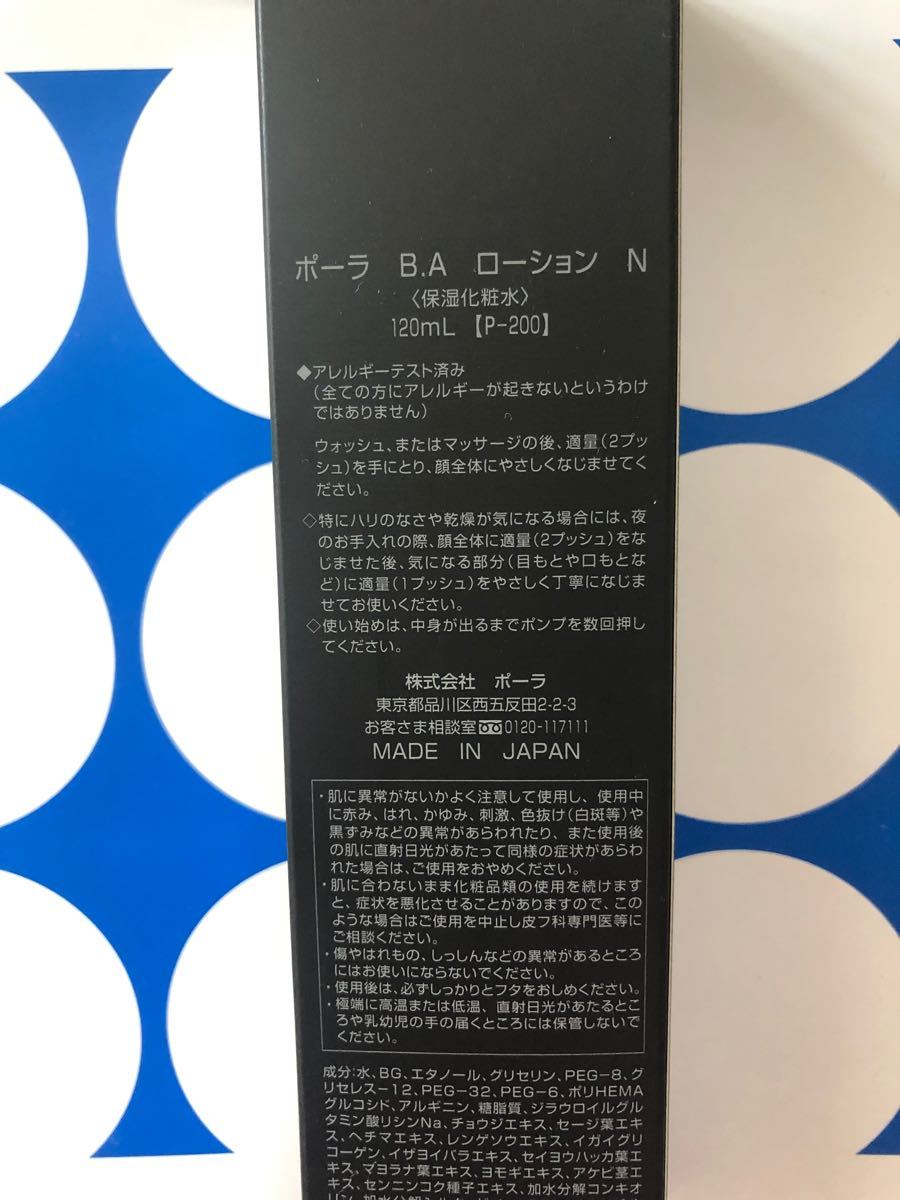 ポーラ B.A ローション N
〈保湿化粧水〉
120mL 【P-200】
◆アレルギーテスト済み
(全ての方にアレルギーが起きないというわけ
ではありません)
ウォッシュ、またはマッサージの後、適量(2プッ
シュ)を手にとり、顔全体にやさしくなじませてく
ださい。
◇特にハリのなさや乾燥が気になる場合には、夜
のお手入れの際、顔全体に適量(2プッシュ)をな
じませた後、気になる部分(目もとや口もとな
ど)に適量(1プッシュ)をやさしく丁寧になじま
せてお使いください。
◇使い始めは、中身が出るまでポンプを数回押し
てください。
株式会社 ポーラ
東京都品川区西五反田2-2-3
お客さま相談室 0120-117111
MADE IN JAPAN
・肌に異常がないかよく注意して使用し、使用中
に赤み、はれ、かゆみ、刺激、色抜け(白斑等)や
黒ずみなどの異常があらわれたり、また使用後
の肌に直射日光があたって同様の症状があらわ
れた場合は、ご使用をおやめください。
・肌に合わないまま化粧品類の使用を続けます
と、症状を悪化させることがありますので、この
ような場合はご使用を中止し皮フ科専門医等に
ご相談ください。
・傷やはれもの、しっしんなどの異常があるところ
にはお使いにならないでください。
・使用後は、必ずしっかりとフタをおしめください。
・極端に高温または低温、直射日光があたるとこ
ろや乳幼児の手の届くところには保管しないで
ください。
成分:水、BG、エタノール、グリセリン、PEG-8、グ
リセレス-12、PEG-32、PEG-6、ポリHEMA
グルコシド、アルギニン、糖脂質、ジラウロイルグル
タミン酸リシンNa、チョウジエキス、セージ葉エキ
ス、ヘチマエキス、レンゲソウエキス、イガイグリ
コーゲン、イザヨイバラエキス、セイヨウハッカ葉エ
キス、マヨラナ葉エキス、ヨモギエキス、アケビ茎エ
キス、センニンコク種子エキス、加水分解コンキオ